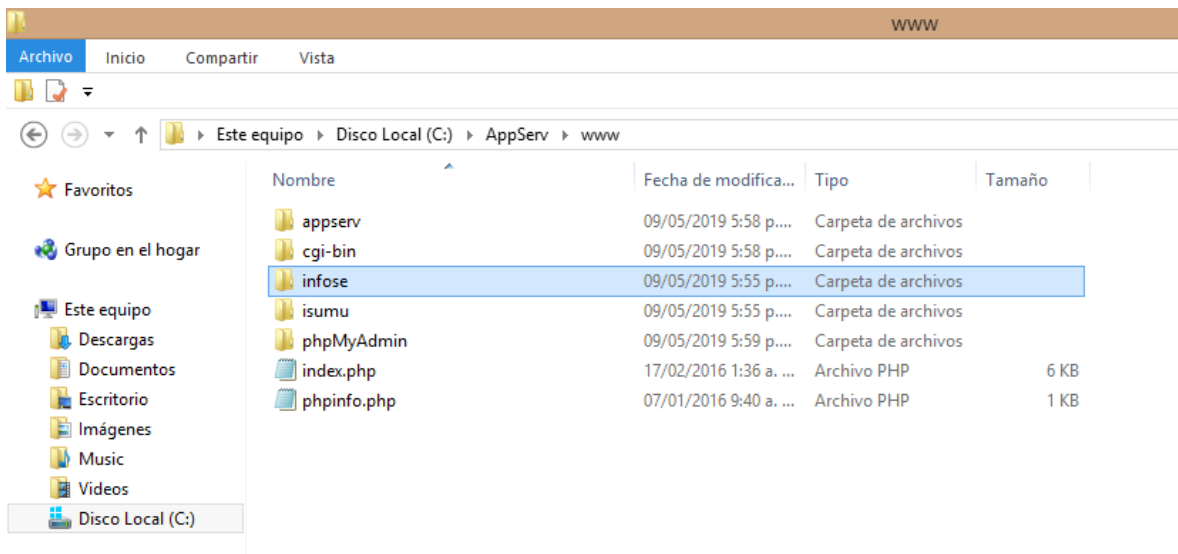 www
Archivo Inicio Compartir Vista
Este equipo Disco Local (C:) AppServ www
Favoritos
Grupo en el hogar
Este equipo
Descargas
Documentos
Escritorio
Imágenes
Music
Videos
Disco Local (C:)
Nombre Fecha de modifica... Tipo Tamaño
appserv 09/05/2019 5:58 p.... Carpeta de archivos
cgi-bin 09/05/2019 5:58 p.... Carpeta de archivos
infose 09/05/2019 5:55 p.... Carpeta de archivos
isumu 09/05/2019 5:55 p.... Carpeta de archivos
phpMyAdmin 09/05/2019 5:59 p.... Carpeta de archivos
index.php 17/02/2016 1:36 a. ... Archivo PHP 6 KB
phpinfo.php 07/01/2016 9:40 a. ... Archivo PHP 1 KB